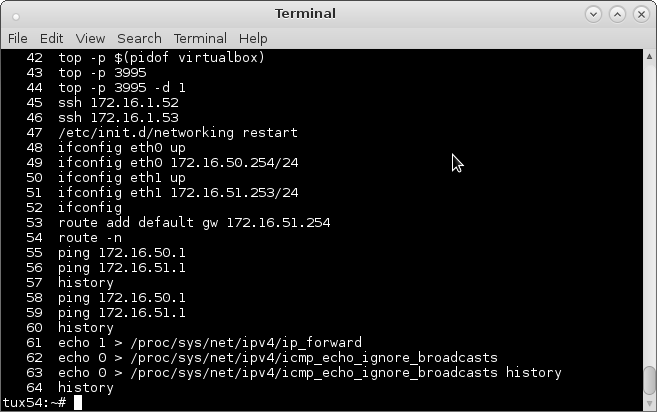 Terminal
File Edit View Search Terminal Help
42 top -p $(pidof virtualbox)
43 top -p 3995
44 top -p 3995 -d 1
45 ssh 172.16.1.52
46 ssh 172.16.1.53
47 /etc/init.d/networking restart
48 ifconfig eth0 up
49 ifconfig eth0 172.16.50.254/24
50 ifconfig eth1 up
51 ifconfig eth1 172.16.51.253/24
52 ifconfig
53 route add default gw 172.16.51.254
54 route -n
55 ping 172.16.50.1
56 ping 172.16.51.1
57 history
58 ping 172.16.50.1
59 ping 172.16.51.1
60 history
61 echo 1 > /proc/sys/net/ipv4/ip_forward
62 echo 0 > /proc/sys/net/ipv4/icmp_echo_ignore_broadcasts
63 echo 0 > /proc/sys/net/ipv4/icmp_echo_ignore_broadcasts history
64 history
tux54:~#